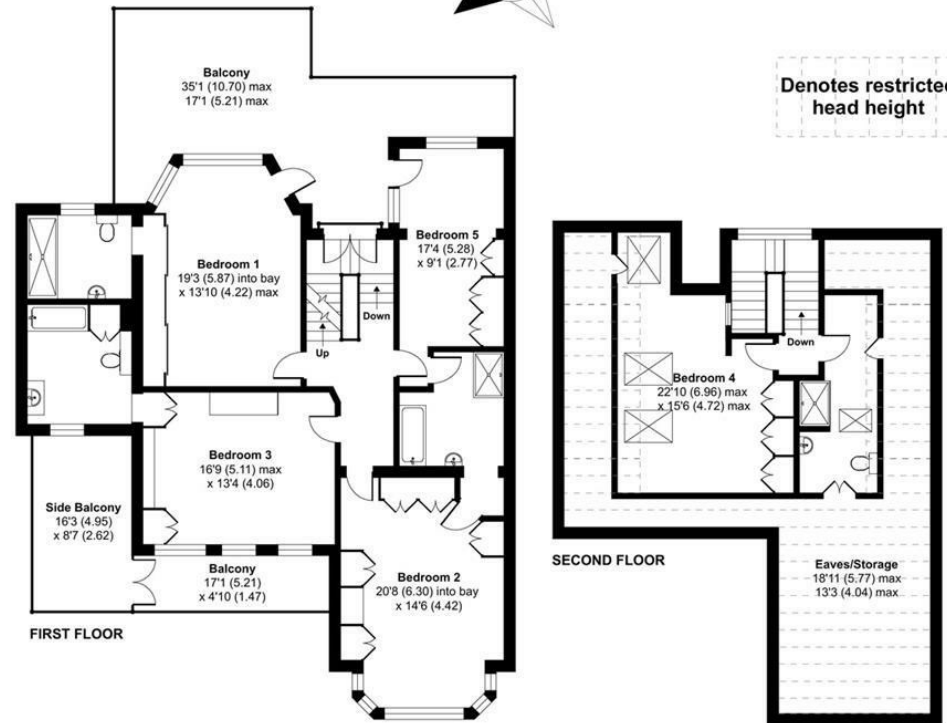 Balcony
35'1 (10.70) max
17'1 (5.21) max
Denotes restricted
head height
Bedroom 1
19'3 (5.87) into bay
x 13'10 (4.22) max
Bedroom 5
17'4 (5.28)
x 9'1 (2.77)
Up
Down
Bedroom 3
16'9 (5.11) max
x 13'4 (4.06)
Side Balcony
16'3 (4.95)
x 8'7 (2.62)
Balcony
17'1 (5.21)
x 4'10 (1.47)
Bedroom 2
20'8 (6.30) into bay
x 14'6 (4.42)
FIRST FLOOR
Down
Bedroom 4
22'10 (6.96) max
x 15'6 (4.72) max
SECOND FLOOR
Eaves/Storage
18'11 (5.77) max
13'3 (4.04) max